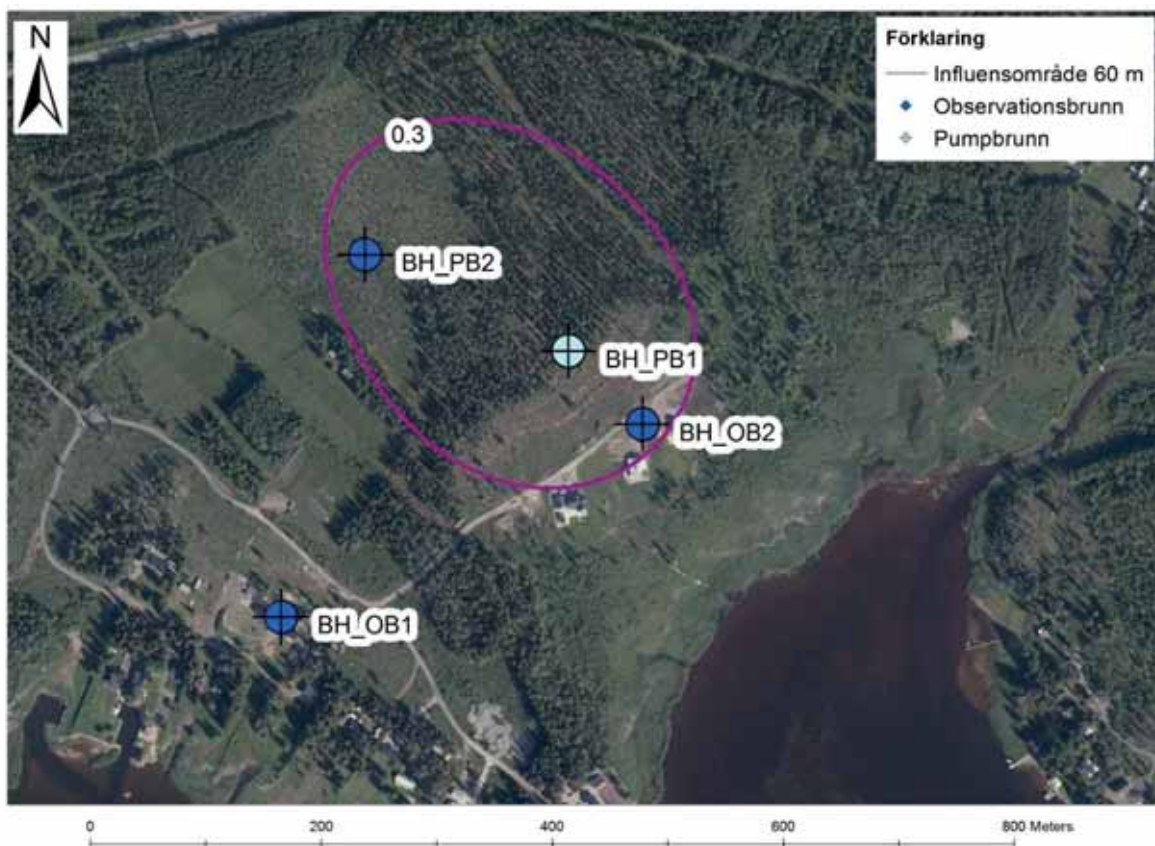 N
Förklaring
Influensområde 60 m
Observationsbrunn
Pumpbrunn
0.3
BH_PB2
BH_PB1
BH_OB2
BH_OB1
0 200 400 600 800 Meters